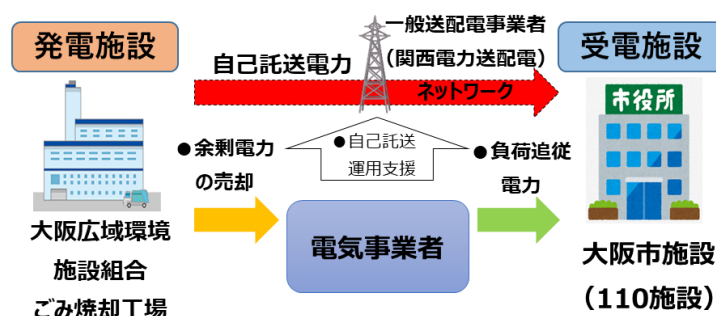 発電施設
自己託送電力
一般送配電事業者
(関西電力送配電)
ネットワーク
受電施設
市役所
●余剰電力
の売却
●自己託送
運用支援
●負荷追従
電力
電気事業者
大阪広域環境
施設組合
ごみ焼却工場
大阪市施設
(110施設)